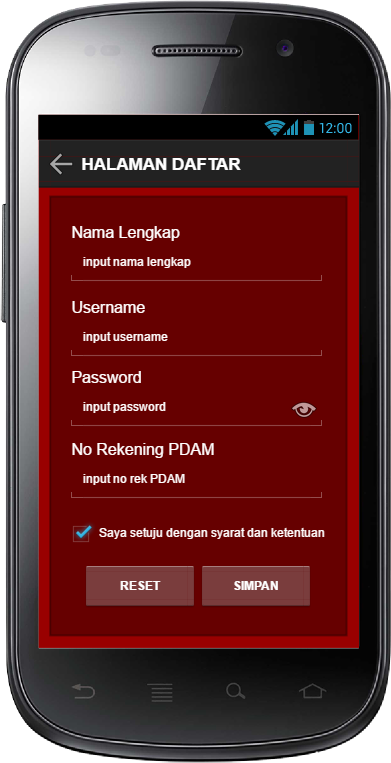 12:00
HALAMAN DAFTAR
Nama Lengkap
input nama lengkap
Username
input username
Password
input password
No Rekening PDAM
input no rek PDAM
Saya setuju dengan syarat dan ketentuan
RESET SIMPAN